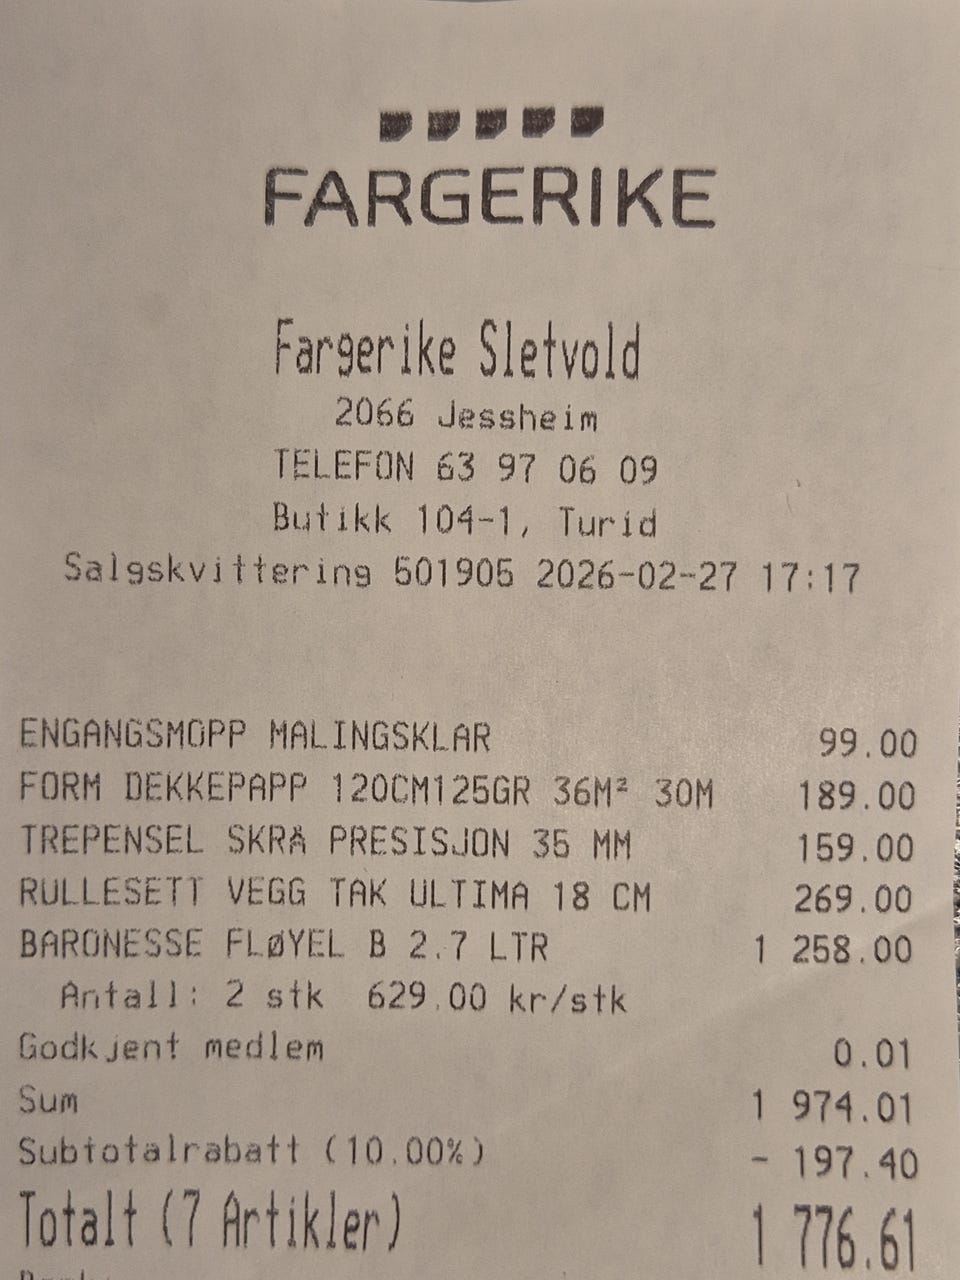 FARGERIKE
Fargerike Sletvold
2066 Jessheim
TELEFON 63 97 06 09
Butikk 104-1, Turid
Salgskvittering 501905 2026-02-27 17:17
ENGANGSMOPP MALINGSKLAR 99.00
FORM DEKKEPAPP 120CM125GR 36M² 30M 189.00
TREPENSEL SKRÅ PRESISJON 35 MM 159.00
RULLESETT VEGG TAK ULTIMA 18 CM 269.00
BARONESSE FLØYEL B 2.7 LTR 1 258.00
Antall: 2 stk 629.00 kr/stk
Godkjent medlem 0.01
Sum 1 974.01
Subtotalrabatt (10.00%) - 197.40
Totalt (7 Artikler) 1 776.61